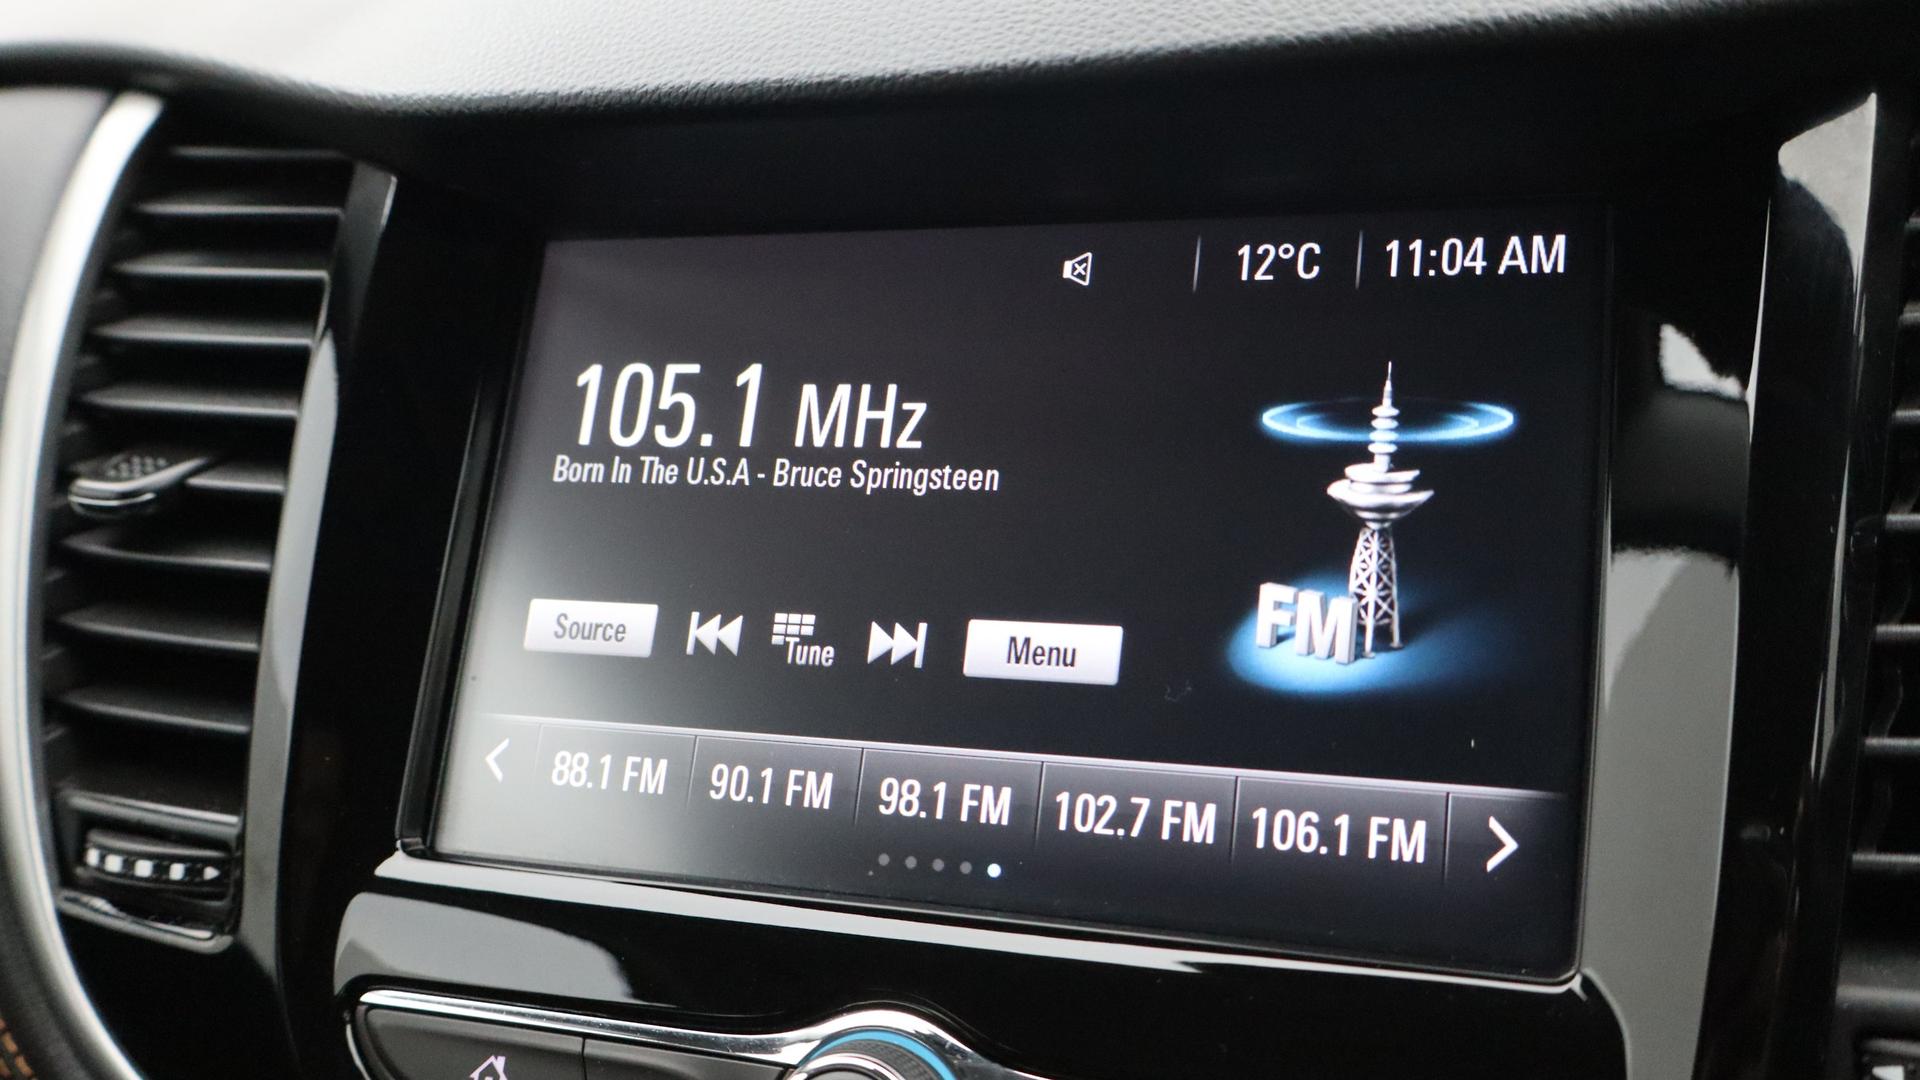 12°C
11:04 AM
105.1 MHz
Born In The U.S.A - Bruce Springsteen
Source
Tune
Menu
FM
88.1 FM
90.1 FM
98.1 FM
102.7 FM
106.1 FM